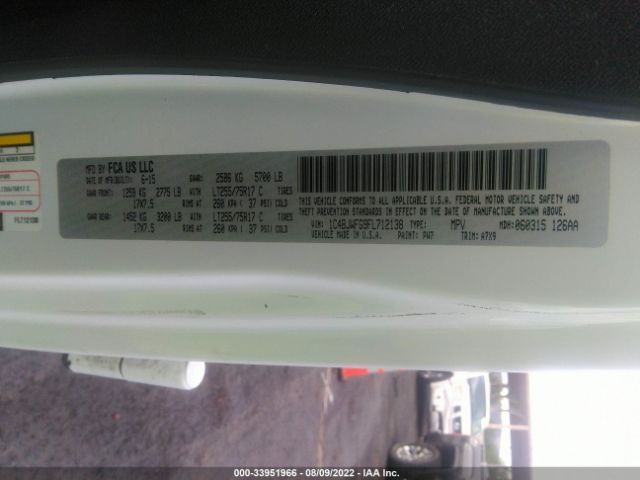 MFD BY FCA US LLC
DATE OF MFR(BUILT): 6-15 GVWR: 2586 KG 5700 LB
GAWR FRONT: 1259 KG 2775 LB WITH LT255/75R17 C TIRES
17X7.5 RIMS AT 260 KPA( 37 PSI COLD)
GAWR REAR: 1452 KG 3200 LB WITH LT255/75R17 C TIRES
17X7.5 RIMS AT 260 KPA( 37 PSI COLD)
THIS VEHICLE CONFORMS TO ALL APPLICABLE U.S.A. FEDERAL MOTOR VEHICLE SAFETY
AND THEFT PREVENTION STANDARDS IN EFFECT ON THE DATE OF MANUFACTURE SHOWN ABOVE.
VIN: 1C4BJWFG9FL712138 TYPE: MPV MDH: 060315 126AA
VEHICLE MADE IN U.S.A. PAINT: PW7 TRIM: A7X9
FL712138
000-33951966 - 08/09/2022 - IAA Inc.